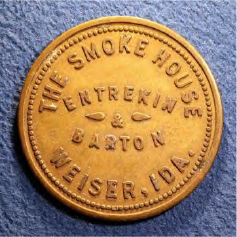 THE SMOKE HOUSE
ENTREKIN
&
BARTON
WEISER, IDA.